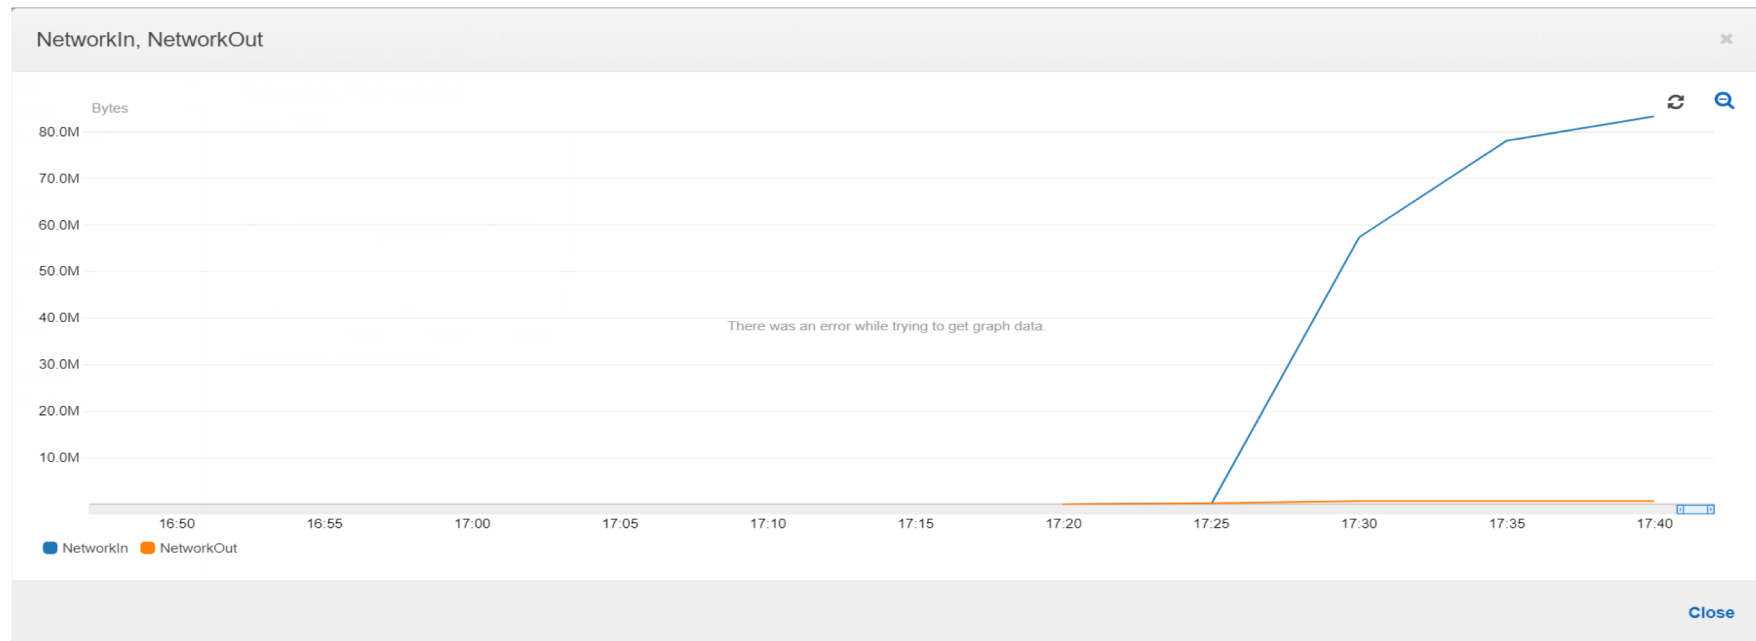 NetworkIn, NetworkOut
Bytes
80.0M
70.0M
60.0M
50.0M
40.0M
There was an error while trying to get graph data.
30.0M
20.0M
10.0M
16:50 16:55 17:00 17:05 17:10 17:15 17:20 17:25 17:30 17:35 17:40
NetworkIn NetworkOut
Close